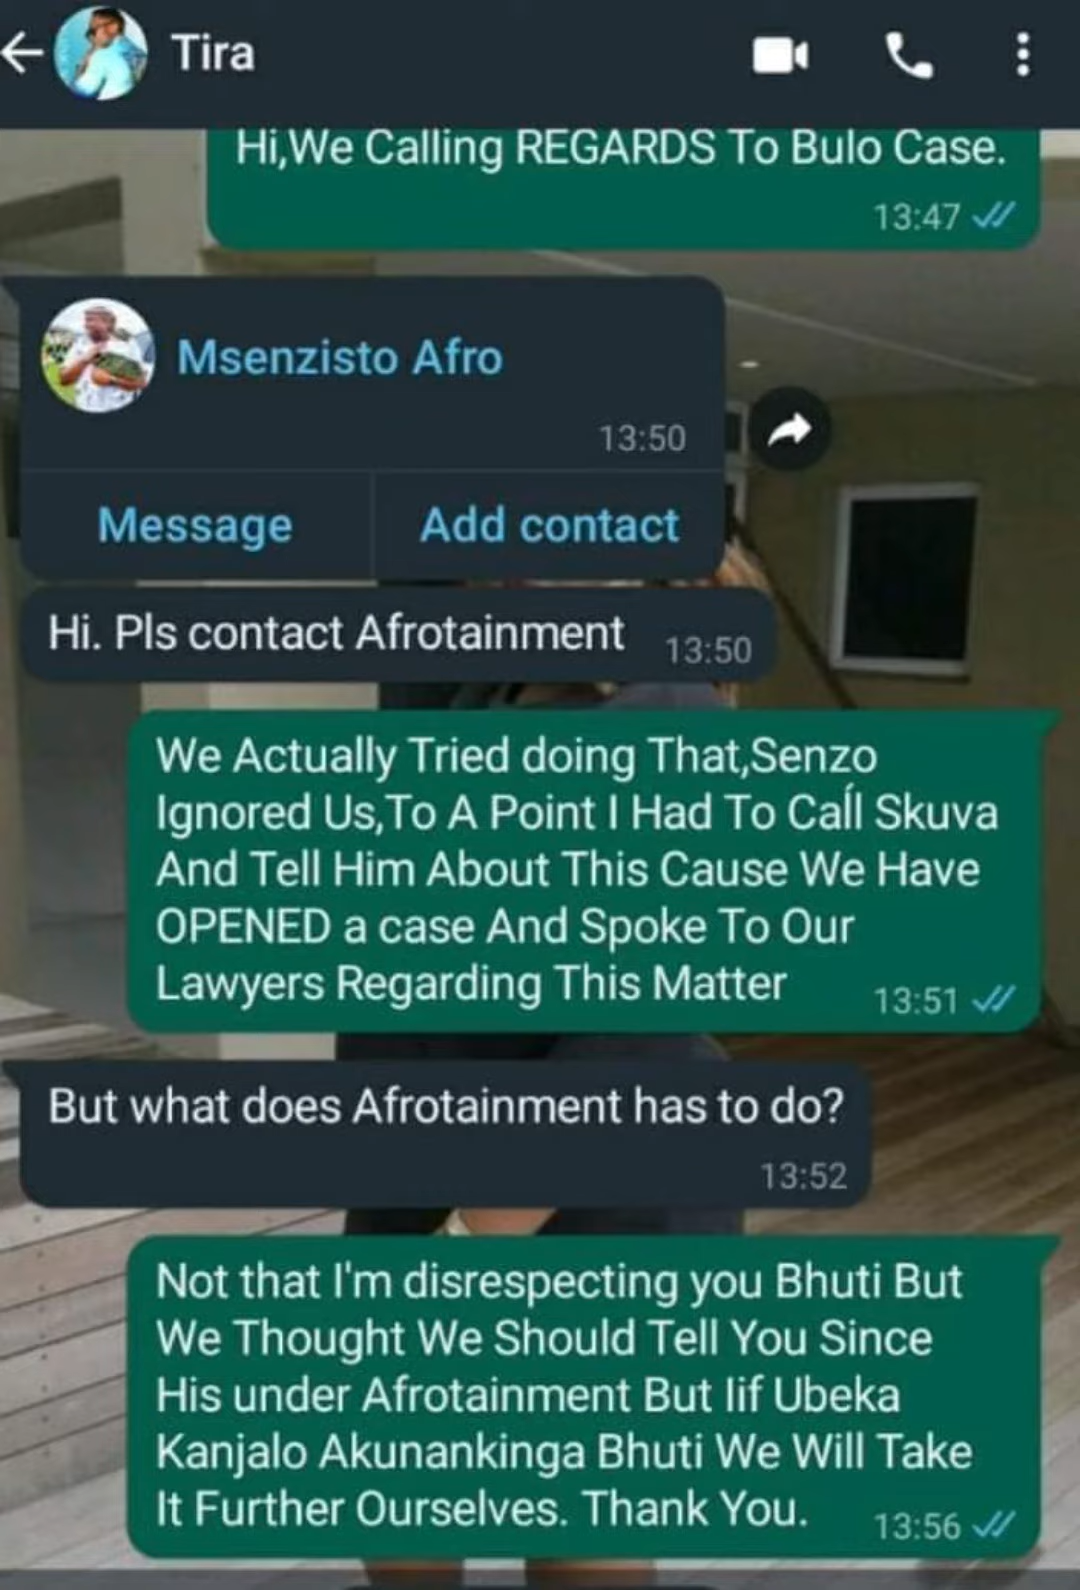 Tira
Hi,We Calling REGARDS To Bulo Case.
13:47
Msenzisto Afro
13:50
Message
Add contact
Hi. Pls contact Afrotainment
13:50
We Actually Tried doing That,Senzo
Ignored Us,To A Point I Had To Caĺl Skuva
And Tell Him About This Cause We Have
OPENED a case And Spoke To Our
Lawyers Regarding This Matter
13:51
But what does Afrotainment has to do?
13:52
Not that I'm disrespecting you Bhuti But
We Thought We Should Tell You Since
His under Afrotainment But Iif Ubeka
Kanjalo Akunankinga Bhuti We Will Take
It Further Ourselves. Thank You.
13:56